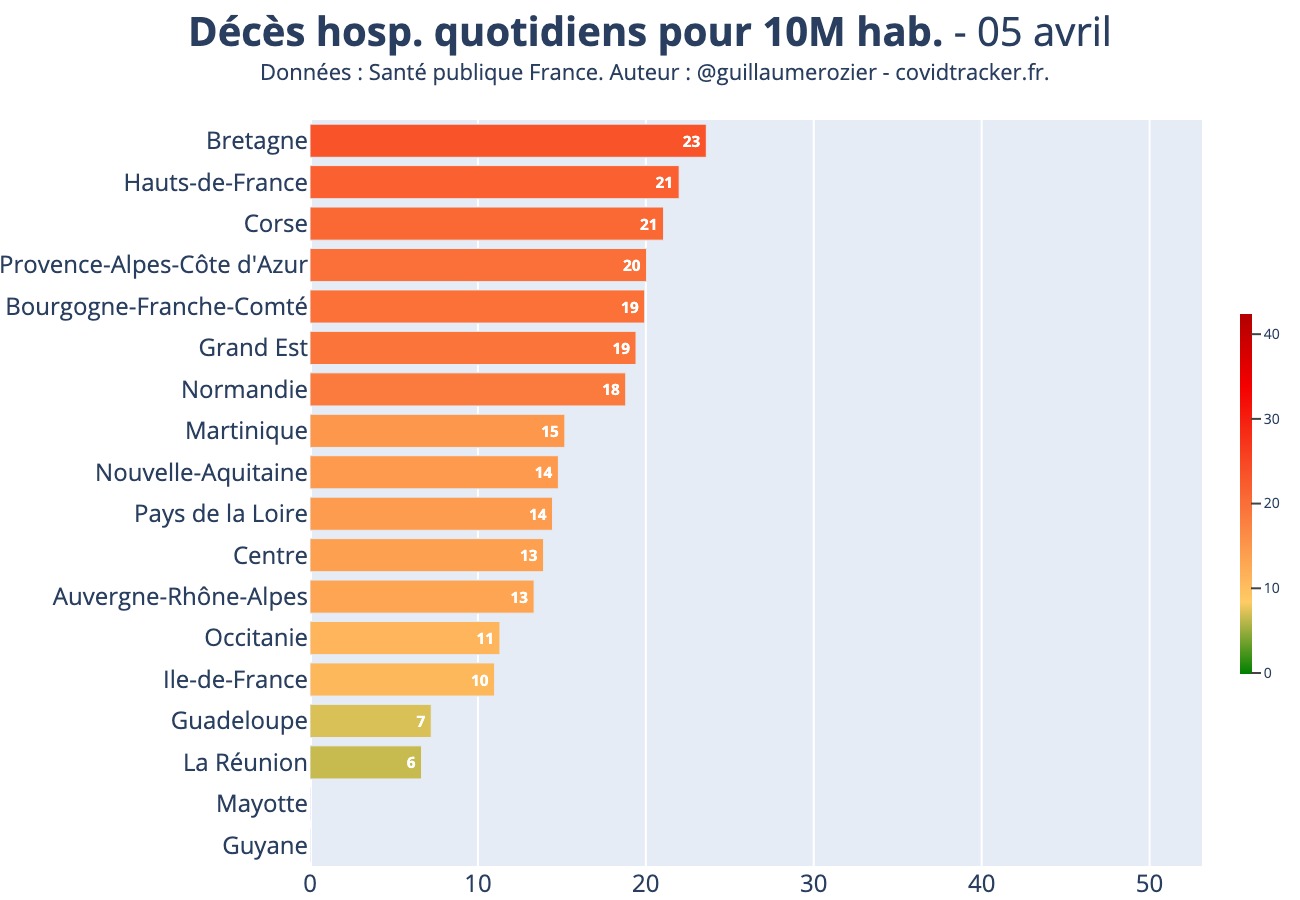 Décès hosp. quotidiens pour 10M hab. - 05 avril
Données : Santé publique France. Auteur : @guillaumerozier - covidtracker.fr.
Bretagne 23
Hauts-de-France 21
Corse 21
Provence-Alpes-Côte d'Azur 20
Bourgogne-Franche-Comté 19
Grand Est 19
Normandie 18
Martinique 15
Nouvelle-Aquitaine 14
Pays de la Loire 14
Centre 13
Auvergne-Rhône-Alpes 13
Occitanie 11
Ile-de-France 10
Guadeloupe 7
La Réunion 6
Mayotte
Guyane
0 10 20 30 40 50
40
30
20
10
0